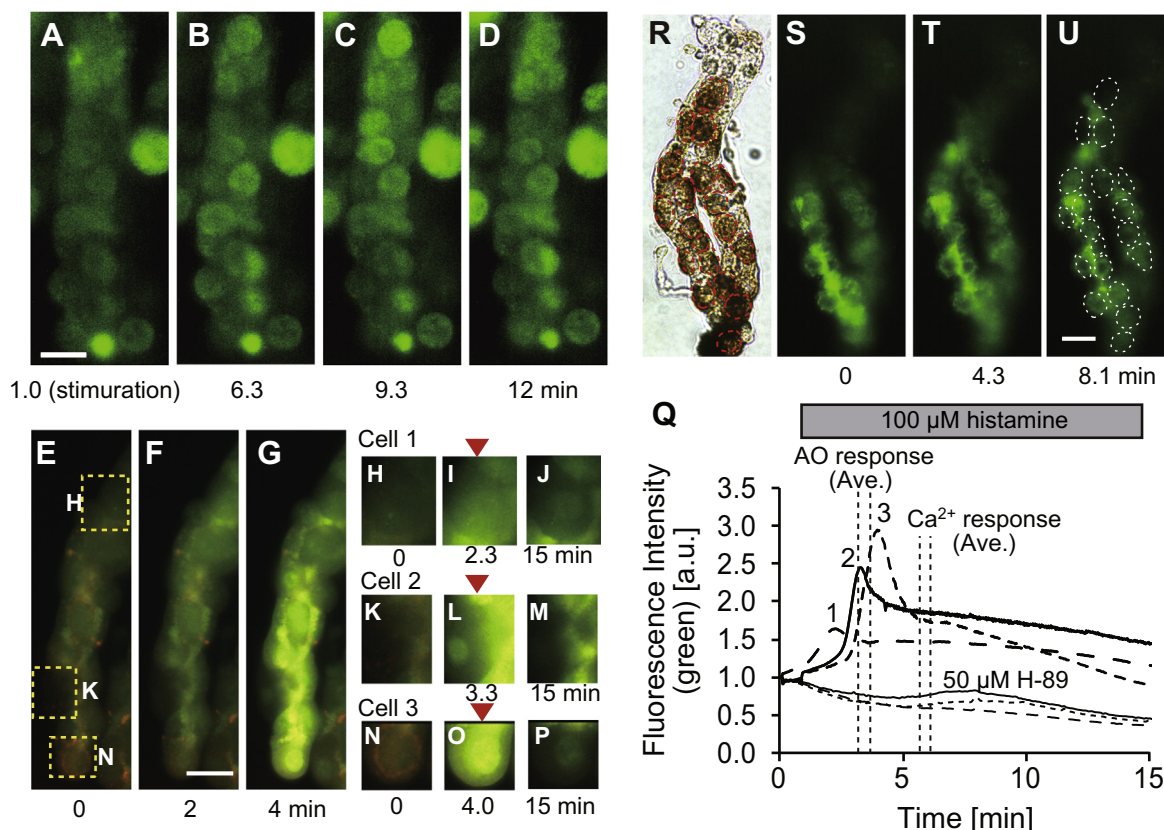 A B C D
1.0 (stimuration) 6.3 9.3 12 min
R S T U
0 4.3 8.1 min
E F G
H
K
N
0 2 4 min
Cell 1
H I J
0 2.3 15 min
Cell 2
K L M
3.3 15 min
Cell 3
N O P
0 4.0 15 min
Q
100 µM histamine
AO response
(Ave.)
Ca²⁺ response
(Ave.)
1
2
3
50 µM H-89
Fluorescence Intensity
(green) [a.u.]
3.5
3.0
2.5
2.0
1.5
1.0
0.5
0.0
0 5 10 15
Time [min]